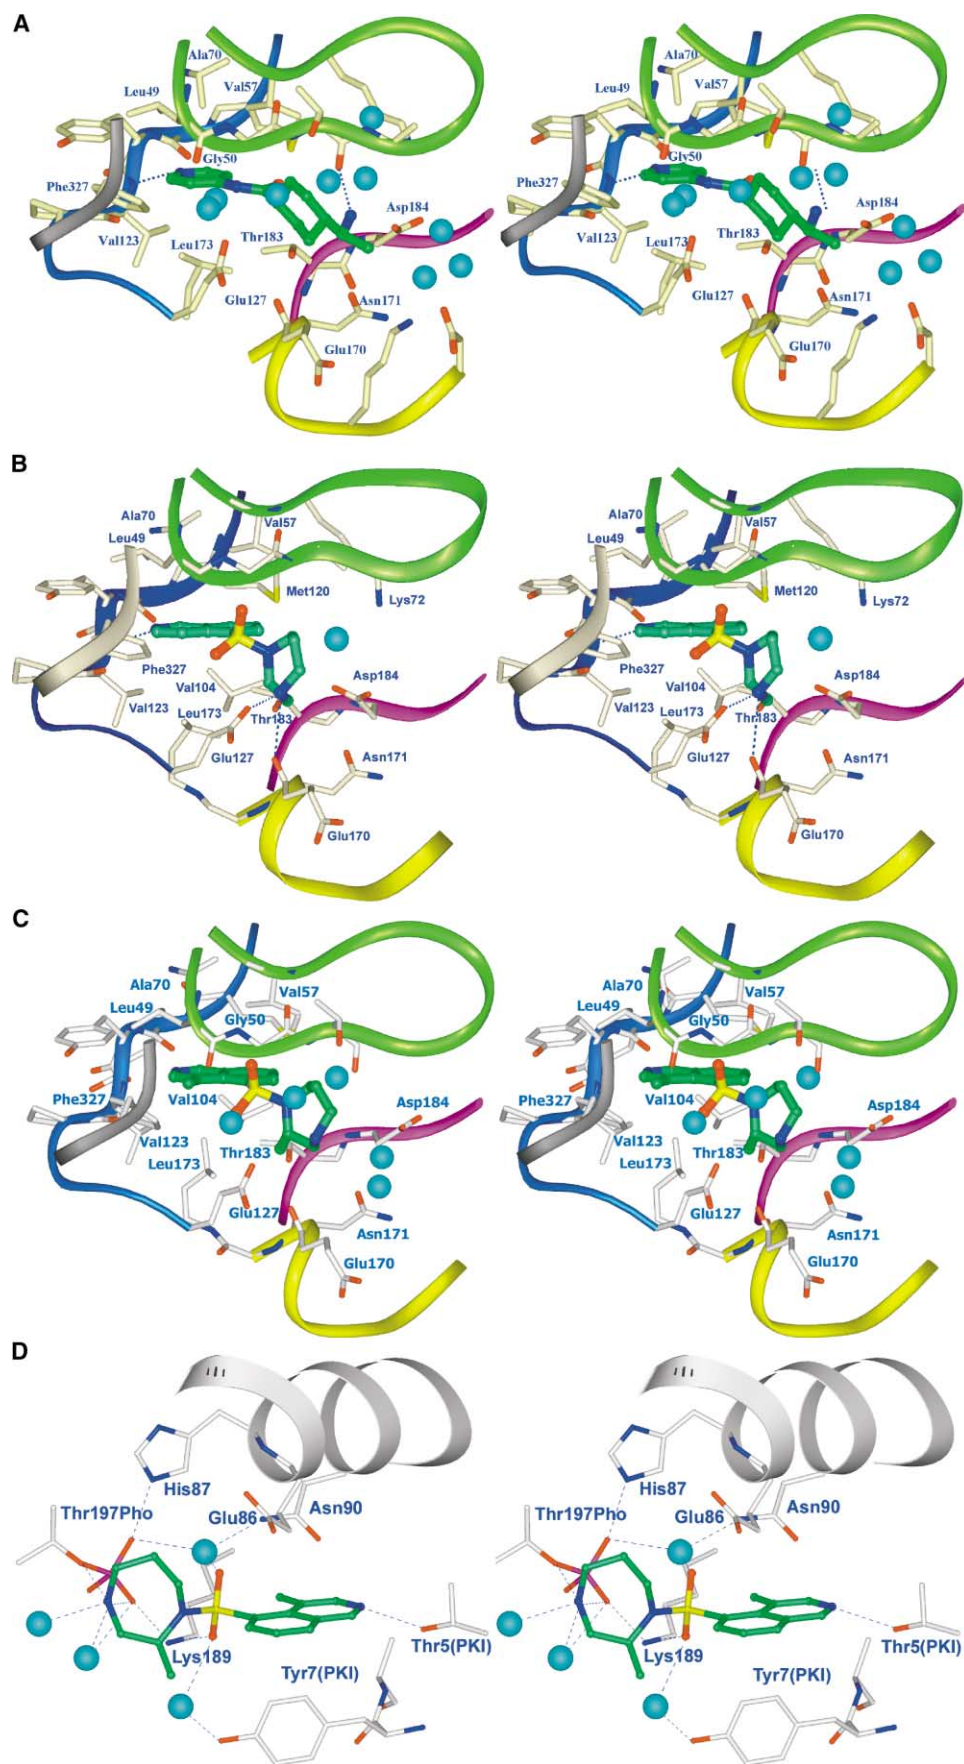 A
Ala70 Ala70
Val57 Val57
Leu49 Leu49
Gly50 Gly50
Phe327 Phe327
Asp184 Asp184
Val123 Leu173 Thr183 Val123 Leu173 Thr183
Glu127 Asn171 Glu127 Asn171
Glu170 Glu170
B
Ala70 Val57 Ala70 Val57
Leu49 Leu49
Met120 Lys72 Met120 Lys72
Phe327 Phe327
Val104 Asp184 Val104 Asp184
Val123 Leu173 Thr183 Val123 Leu173 Thr183
Glu127 Asn171 Glu127 Asn171
Glu170 Glu170
C
Ala70 Val57 Ala70 Val57
Leu49 Gly50 Leu49 Gly50
Phe327 Val104 Asp184 Phe327 Val104 Asp184
Val123 Thr183 Val123 Thr183
Leu173 Leu173
Glu127 Asn171 Glu127 Asn171
Glu170 Glu170
D
His87 Asn90 His87 Asn90
Thr197Pho Glu86 Thr197Pho Glu86
Lys189 Thr5(PKI) Lys189 Thr5(PKI)
Tyr7(PKI) Tyr7(PKI)